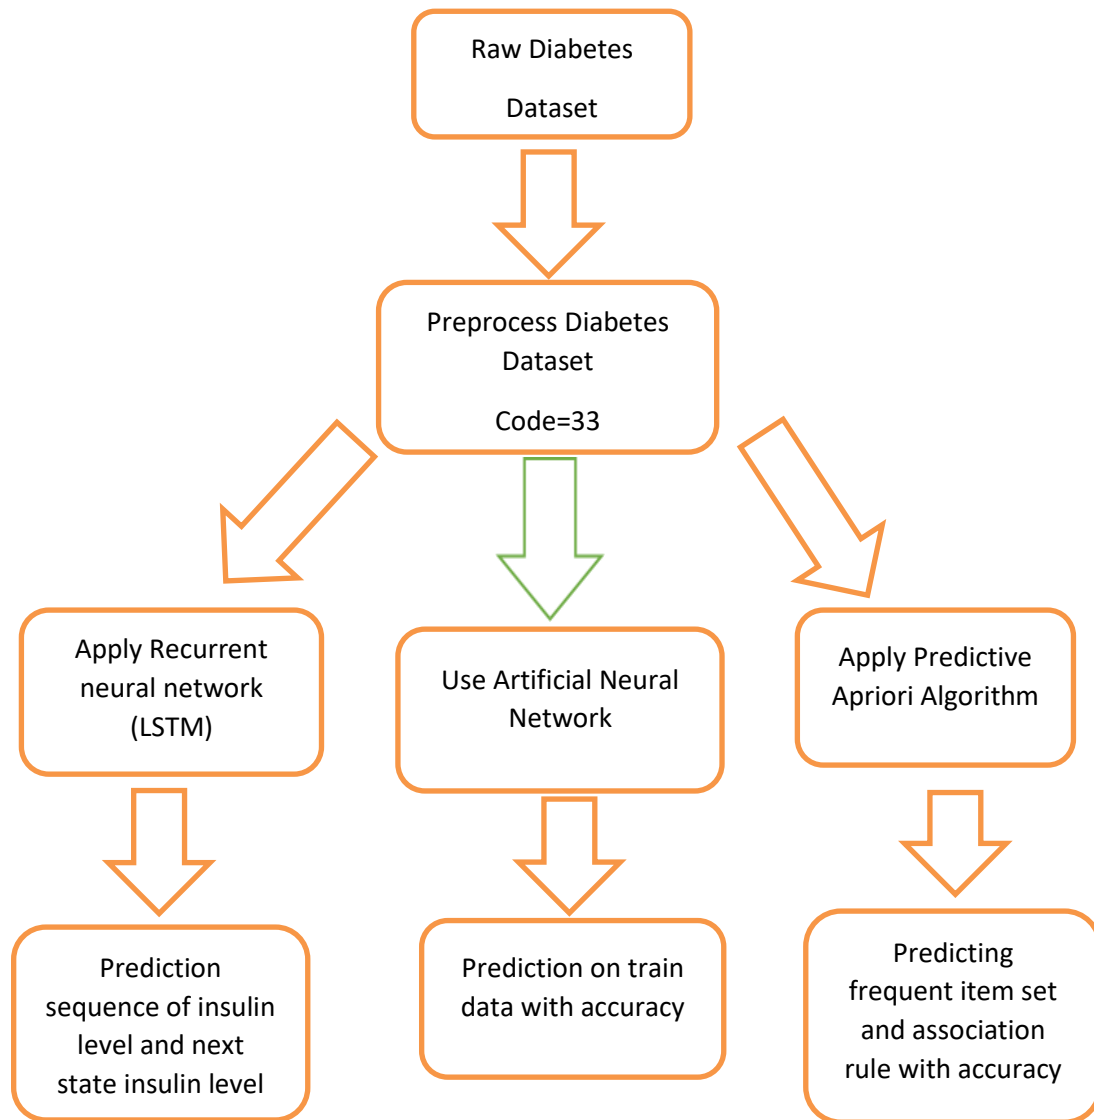 Raw Diabetes
Dataset
Preprocess Diabetes
Dataset
Code=33
Apply Recurrent
neural network
(LSTM)
Use Artificial Neural
Network
Apply Predictive
Apriori Algorithm
Prediction
sequence of insulin
level and next
state insulin level
Prediction on train
data with accuracy
Predicting
frequent item set
and association
rule with accuracy